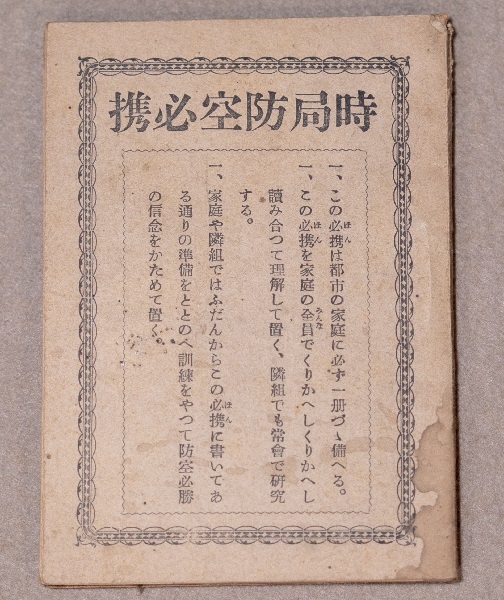 時局防空必携
一、この必携は都市の家庭に必ず一册づゝ備へる。
一、この必携を家庭の全員でくりかへしくりかへし
讀み合つて理解して置く、隣組でも常會で研究
する。
一、家庭や隣組ではふだんからこの必携に書いてあ
る通りの準備をととのへ訓練をやつて防空必勝
の信念をかためて置く。